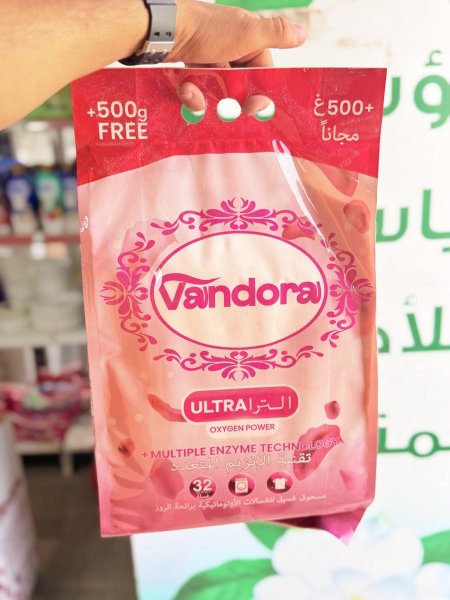 +500g
FREE
+500غ
مجاناً
Vandora
ULTRA الترا
OXYGEN POWER
+MULTIPLE ENZYME TECHNOLOGY
تقنية الإنزيم المتعدد
32
مسحوق غسيل للغسالات الأوتوماتيكية برائحة الروز